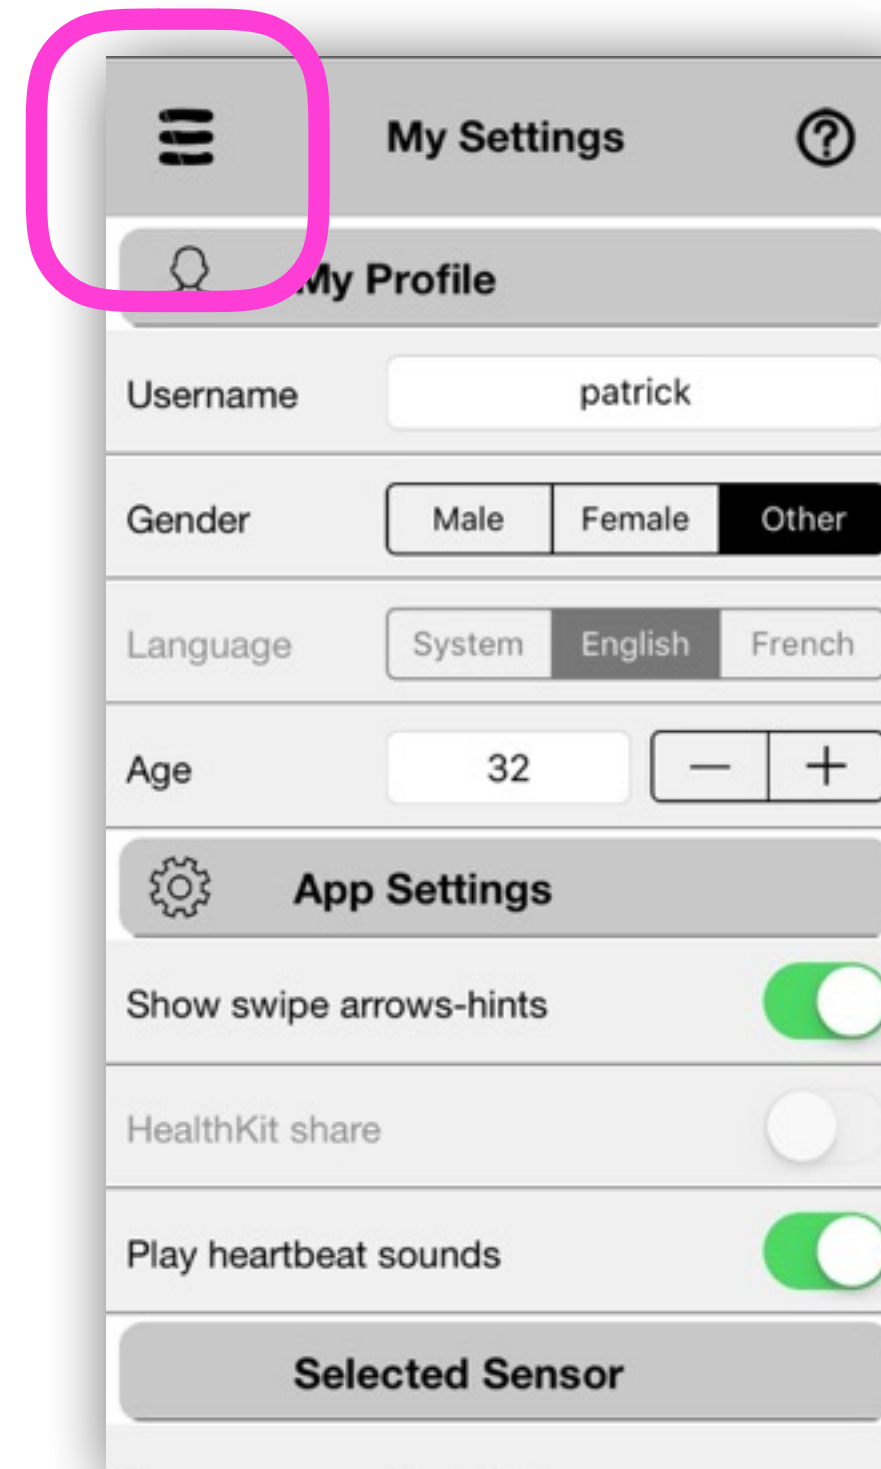 My Settings ?
My Profile
Username patrick
Gender Male Female Other
Language System English French
Age 32 − +
App Settings
Show swipe arrows-hints
HealthKit share
Play heartbeat sounds
Selected Sensor